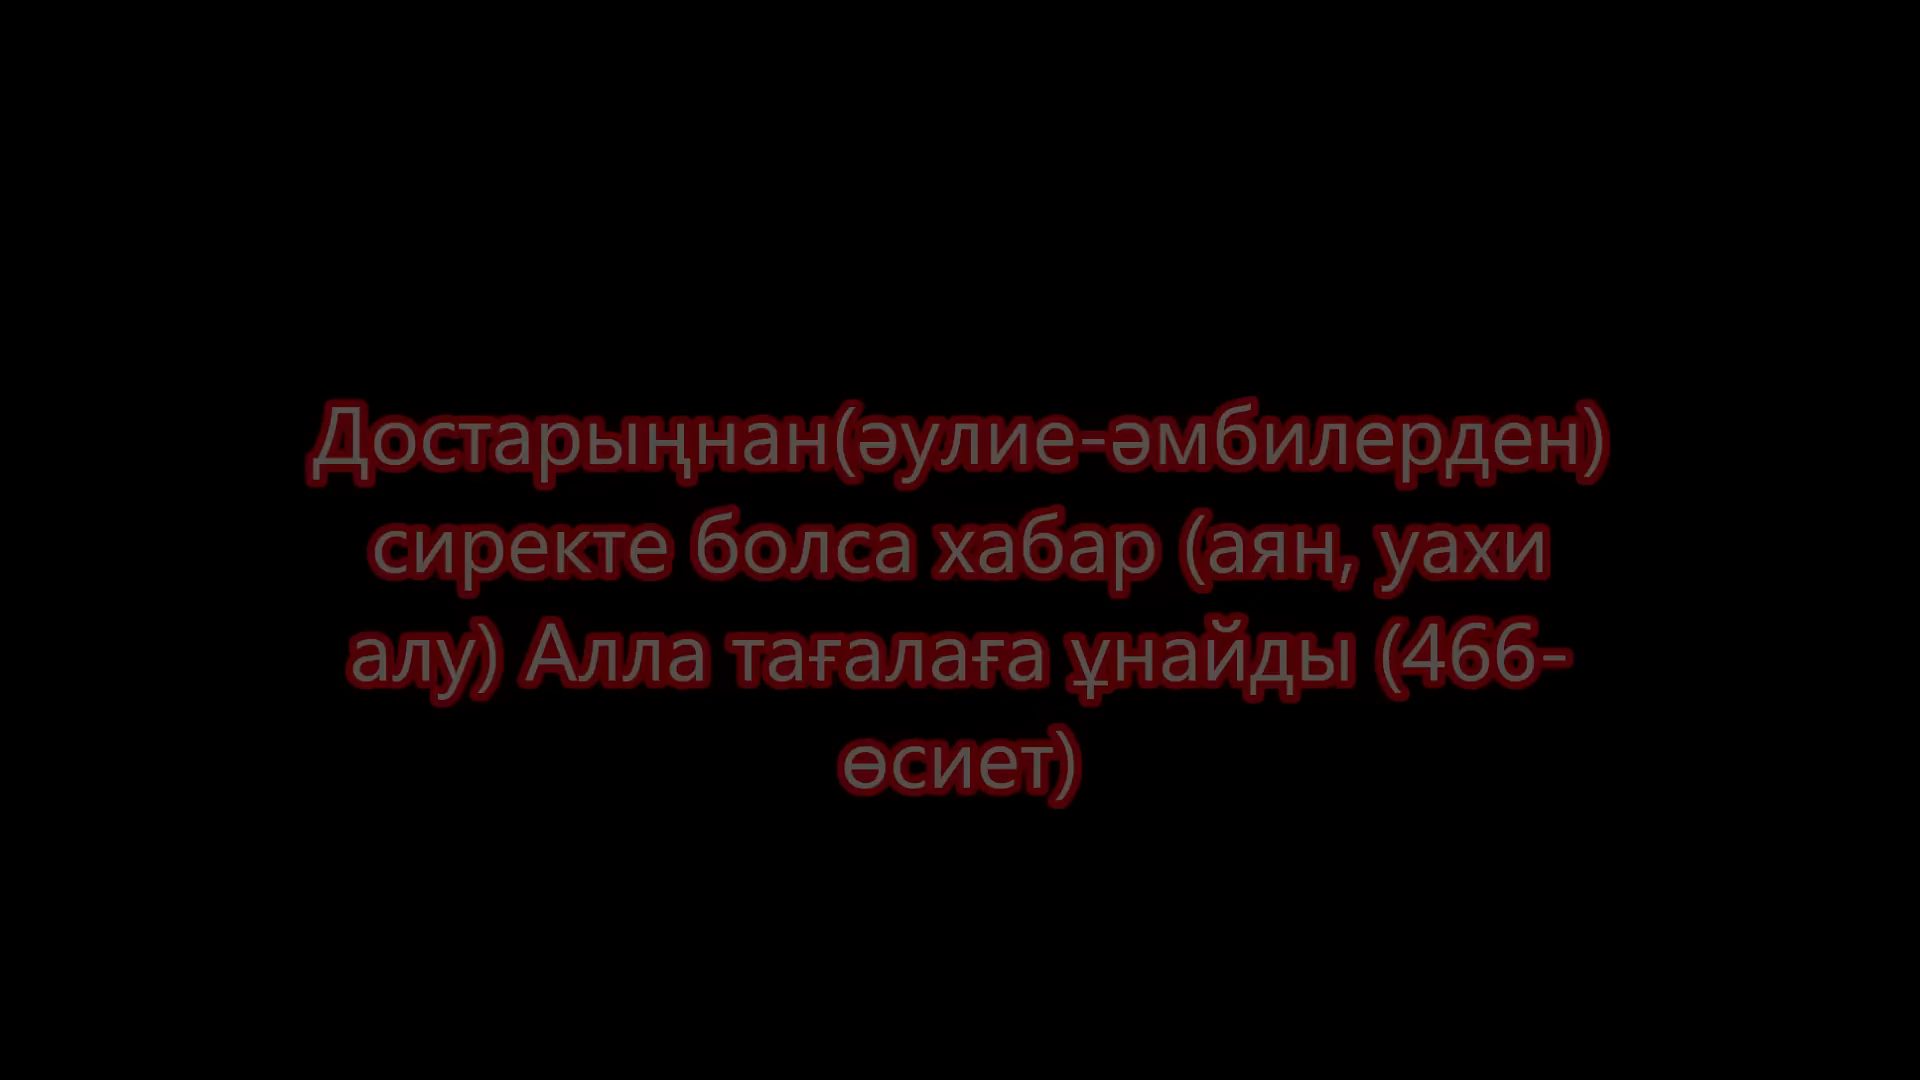 Достарыңнан(әулие-әмбилерден)
сиректе болса хабар (аян, уахи
алу) Алла тағалаға ұнайды (466-
өсиет)